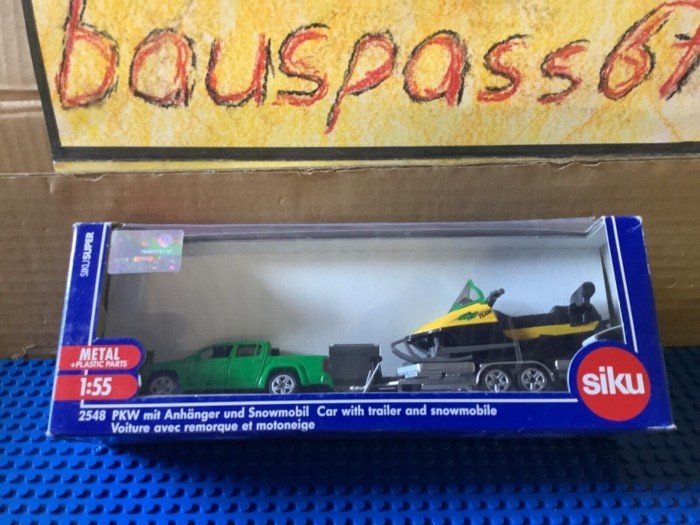 bauspass67
SIKUSUPER
METAL
+PLASTIC PARTS
1:55
TEAM
siku
2548 PKW mit Anhänger und Snowmobil Car with trailer and snowmobile
Voiture avec remorque et motoneige